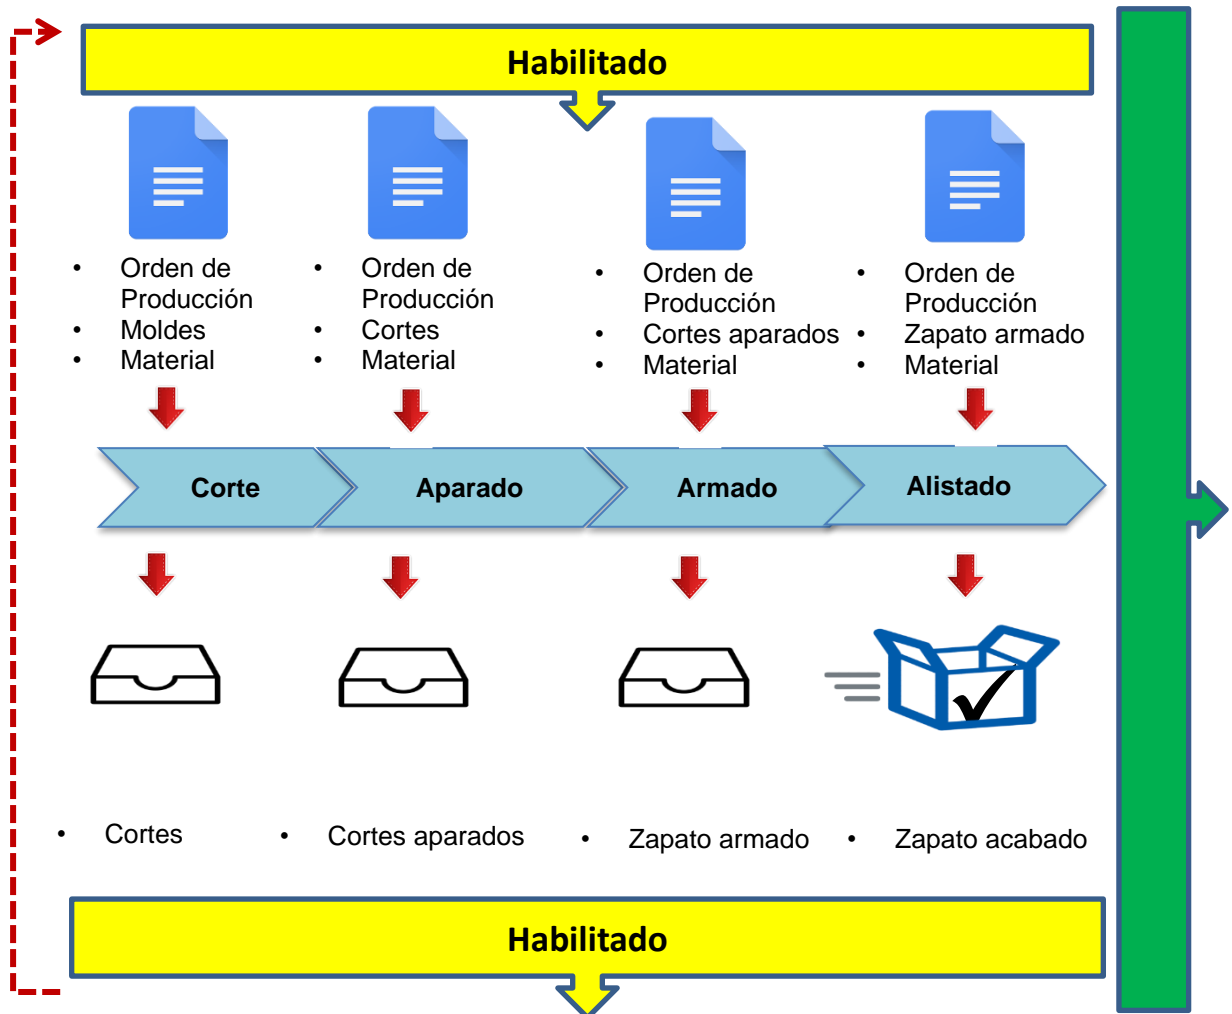 Habilitado
• Orden de
Producción
• Moldes
• Material
• Orden de
Producción
• Cortes
• Material
• Orden de
Producción
• Cortes aparados
• Material
• Orden de
Producción
• Zapato armado
• Material
Corte
Aparado
Armado
Alistado
• Cortes
• Cortes aparados
• Zapato armado
• Zapato acabado
Habilitado